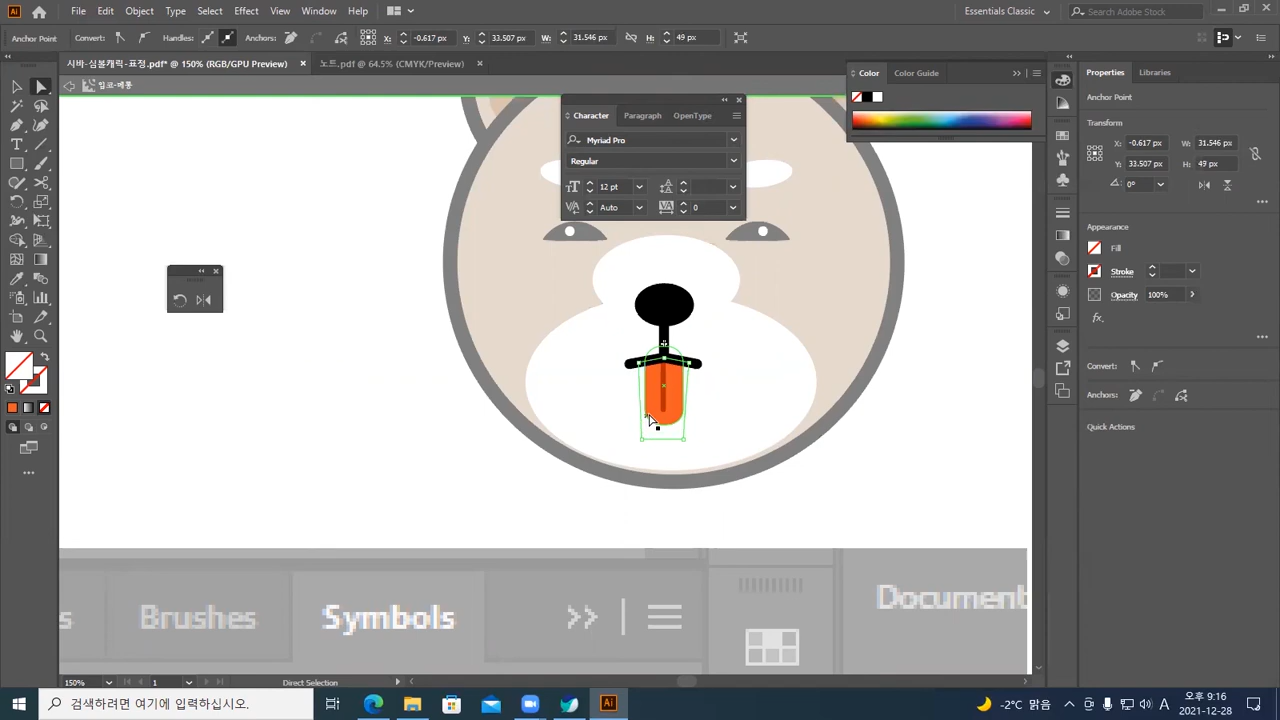 Ai File Edit Object Type Select Effect View Window Help Essentials Classic Search Adobe Stock
Anchor Point Convert: Handles: Anchors: X: -0.617 px Y: 33.507 px W: 31.546 px H: 49 px
시바-심볼캐릭-표정.pdf* @ 150% (RGB/GPU Preview) × 노트.pdf @ 64.5% (CMYK/Preview) ×
Color Color Guide
Properties Libraries
Anchor Point
Transform
X: -0.617 px W: 31.546 px
Y: 33.507 px H: 49 px
0°
Appearance
Fill
Stroke
Opacity 100%
fx.
Convert:
Anchors:
Quick Actions
Character Paragraph OpenType
Myriad Pro
Regular
12 pt
Auto 0
s Brushes Symbols Document
150% 1 Direct Selection
검색하려면 여기에 입력하십시오.
Ai
-2°C 맑음 A 오후 9:16
2021-12-28